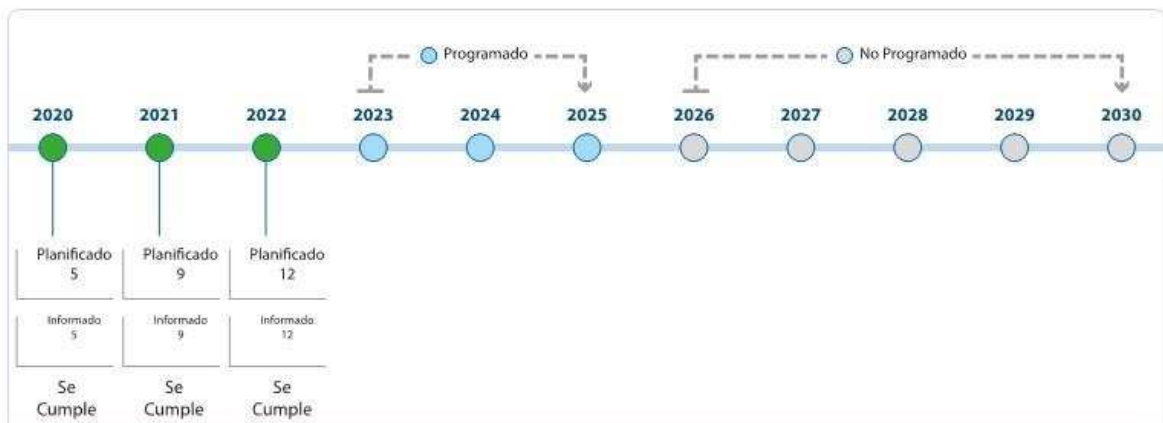 Programado
No Programado
2020 2021 2022 2023 2024 2025 2026 2027 2028 2029 2030
Planificado Planificado Planificado
5 9 12
Informado Informado Informado
5 9 12
Se Se Se
Cumple Cumple Cumple